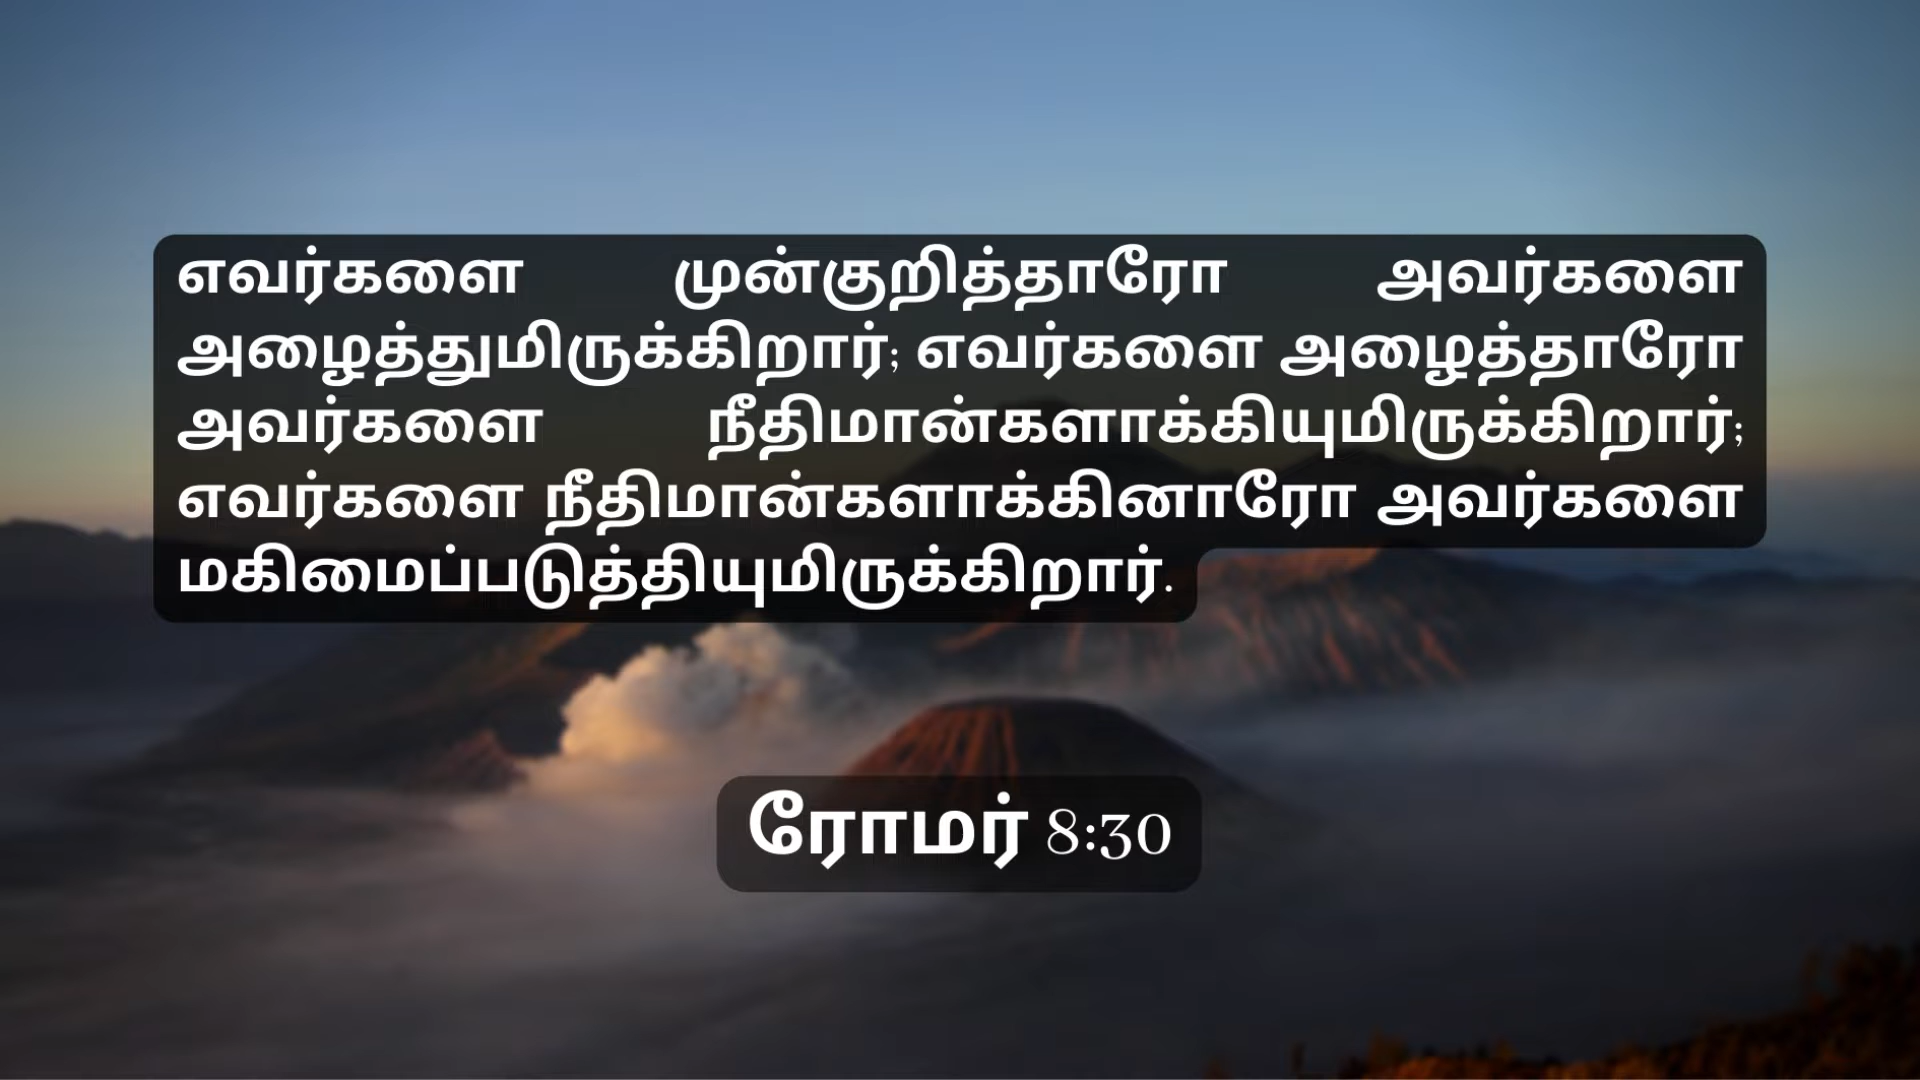 எவர்களை முன்குறித்தாரோ அவர்களை
அழைத்துமிருக்கிறார்; எவர்களை அழைத்தாரோ
அவர்களை நீதிமான்களாக்கியுமிருக்கிறார்;
எவர்களை நீதிமான்களாக்கினாரோ அவர்களை
மகிமைப்படுத்தியுமிருக்கிறார்.
ரோமர் 8:30